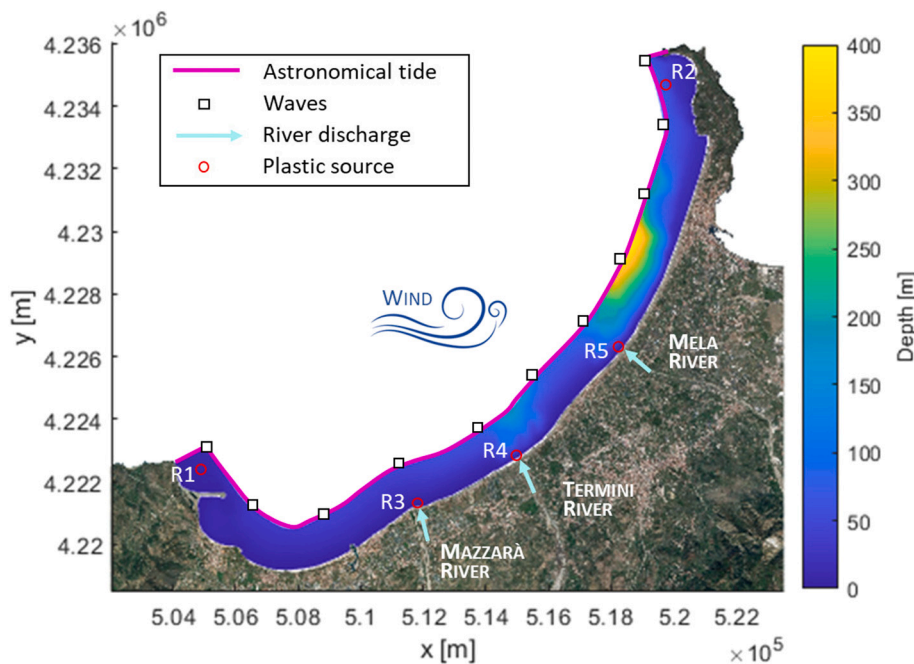 × 10⁶
4.236
4.234
4.232
4.23
4.228
4.226
4.224
4.222
4.22
y [m]
Astronomical tide
Waves
River discharge
Plastic source
WIND
R2
R5
MELA
RIVER
R4
TERMINI
RIVER
R3
MAZZARÀ
RIVER
R1
5.04
5.06
5.08
5.1
5.12
5.14
5.16
5.18
5.2
5.22
x [m]
× 10⁵
400
350
300
250
200
150
100
50
0
Depth [m]